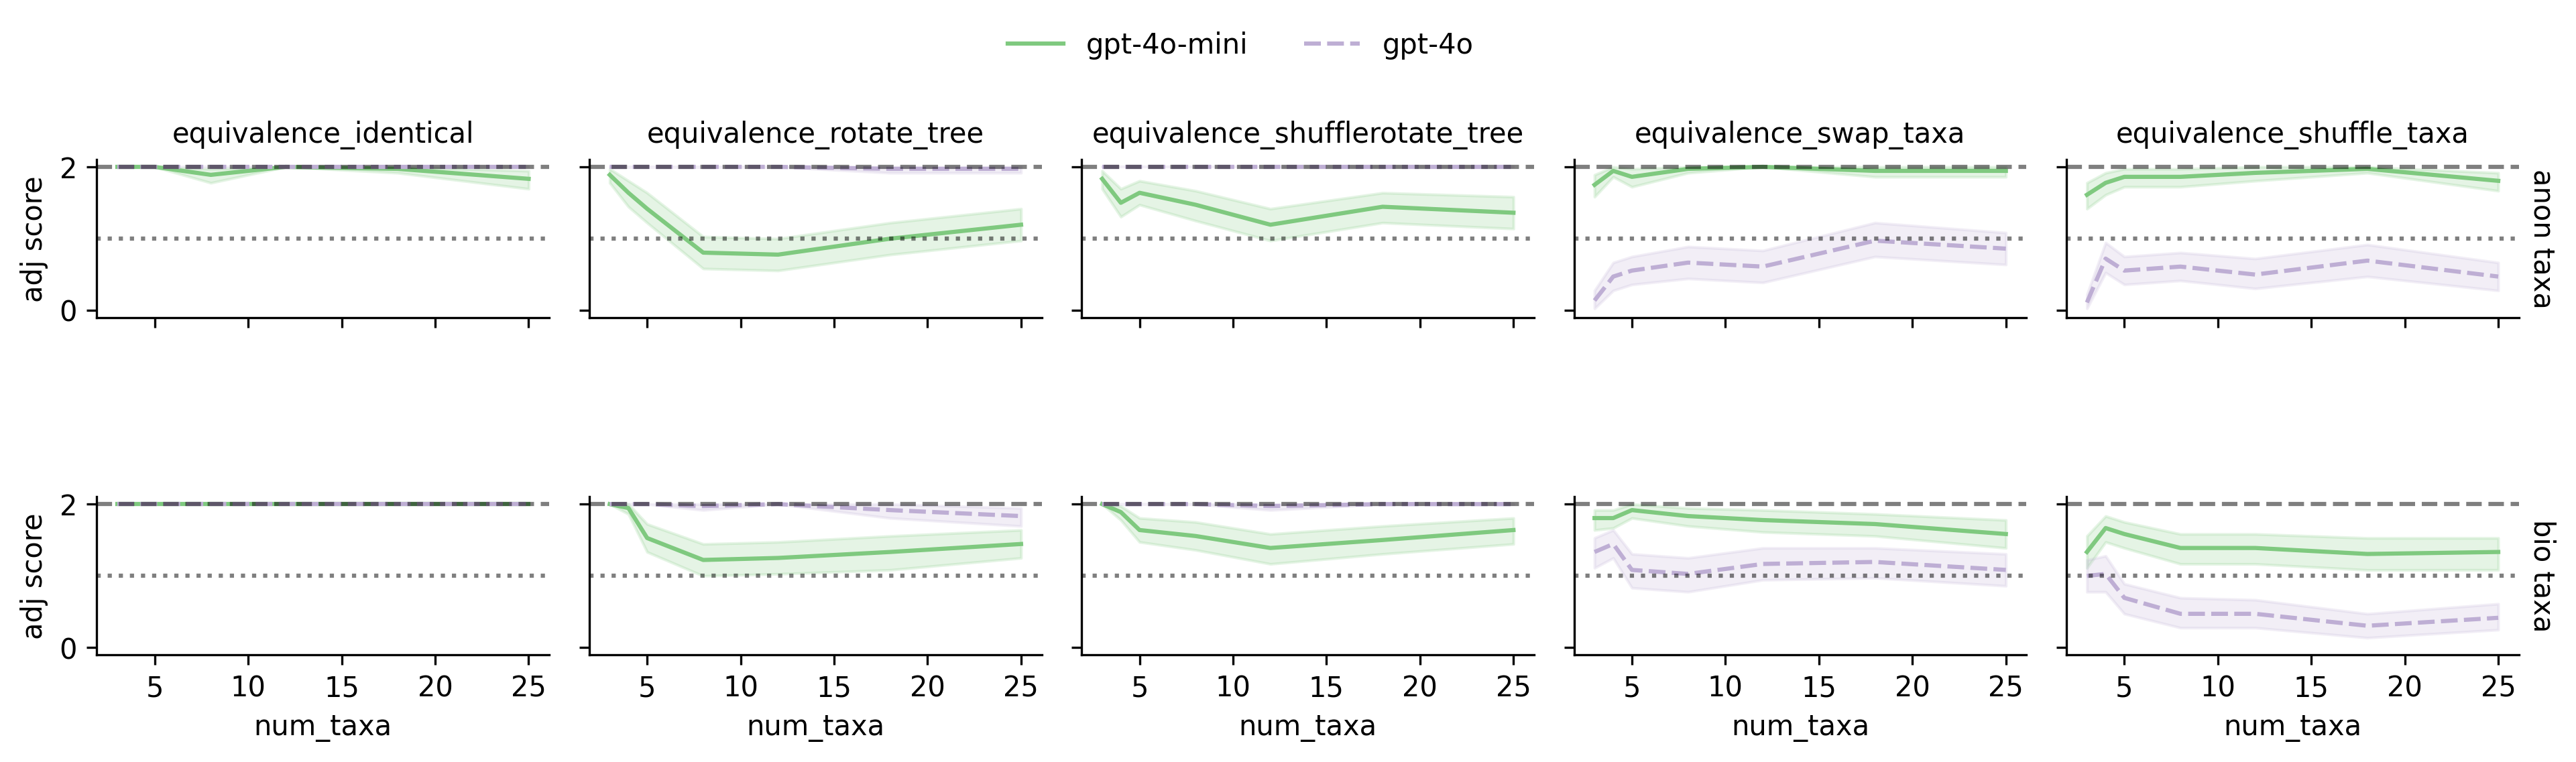 gpt-4o-mini gpt-4o
equivalence_identical equivalence_rotate_tree equivalence_shufflerotate_tree equivalence_swap_taxa equivalence_shuffle_taxa
2
0
adj score
anon taxa
2
0
adj score
bio taxa
5 10 15 20 25 5 10 15 20 25 5 10 15 20 25 5 10 15 20 25 5 10 15 20 25
num_taxa num_taxa num_taxa num_taxa num_taxa